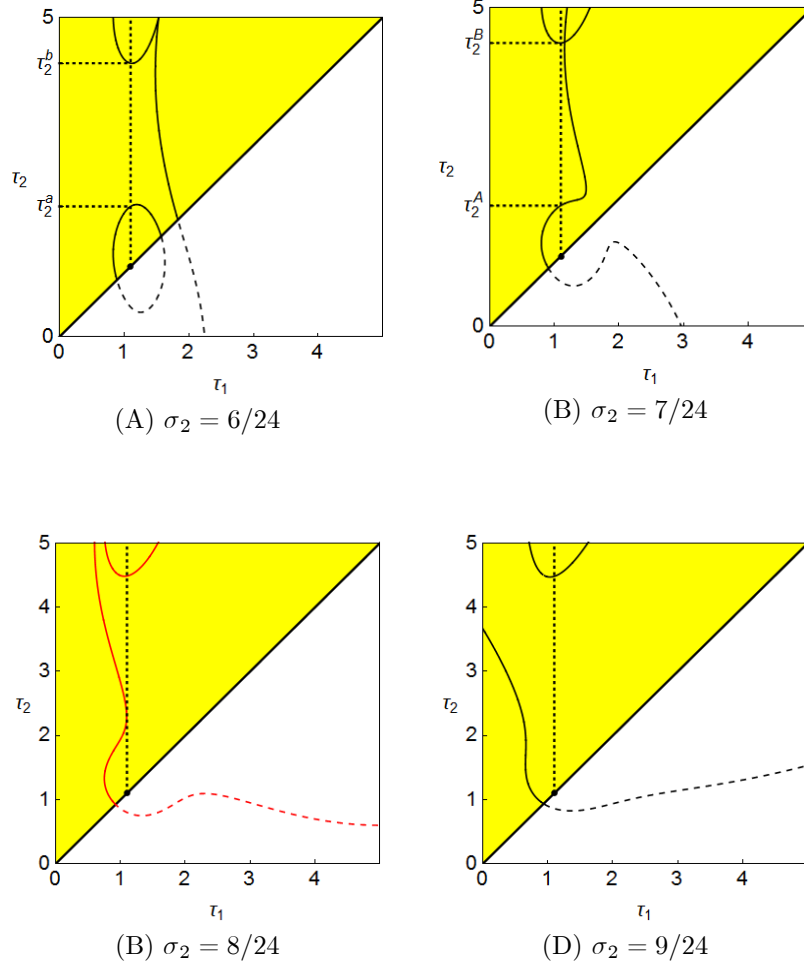 5
τ₂ᵇ
τ₂
τ₂ᵃ
0
0 1 2 3 4
τ₁
(A) σ₂ = 6/24
5
τ₂ᴮ
τ₂
τ₂ᴬ
0
0 1 2 3 4
τ₁
(B) σ₂ = 7/24
5
4
3
τ₂
2
1
0
0 1 2 3 4
τ₁
(B) σ₂ = 8/24
5
4
3
τ₂
2
1
0
0 1 2 3 4
τ₁
(D) σ₂ = 9/24